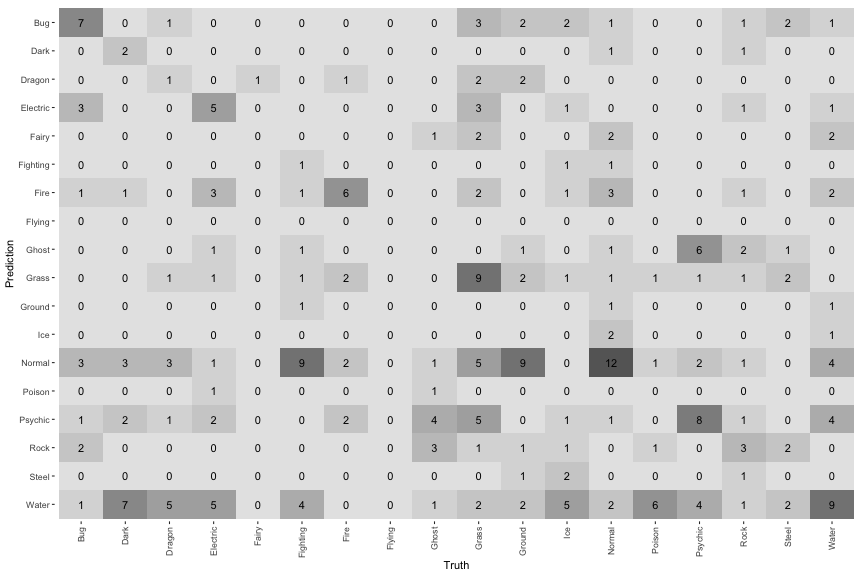 Bug 7 0 1 0 0 0 0 0 0 3 2 2 1 0 0 1 2 1
Dark 0 2 0 0 0 0 0 0 0 0 0 0 1 0 0 1 0 0
Dragon 0 0 1 0 1 0 1 0 0 2 2 0 0 0 0 0 0 0
Electric 3 0 0 5 0 0 0 0 0 3 0 1 0 0 0 1 0 1
Fairy 0 0 0 0 0 0 0 0 1 2 0 0 2 0 0 0 0 2
Fighting 0 0 0 0 0 1 0 0 0 0 0 1 1 0 0 0 0 0
Fire 1 1 0 3 0 1 6 0 0 2 0 1 3 0 0 1 0 2
Flying 0 0 0 0 0 0 0 0 0 0 0 0 0 0 0 0 0 0
Prediction
Ghost 0 0 0 1 0 1 0 0 0 0 1 0 1 0 6 2 1 0
Grass 0 0 1 1 0 1 2 0 0 9 2 1 1 1 1 1 2 0
Ground 0 0 0 0 0 1 0 0 0 0 0 0 1 0 0 0 0 1
Ice 0 0 0 0 0 0 0 0 0 0 0 0 2 0 0 0 0 1
Normal 3 3 3 1 0 9 2 0 1 5 9 0 12 1 2 1 0 4
Poison 0 0 0 1 0 0 0 0 1 0 0 0 0 0 0 0 0 0
Psychic 1 2 1 2 0 0 2 0 4 5 0 1 1 0 8 1 0 4
Rock 2 0 0 0 0 0 0 0 3 1 1 1 0 1 0 3 2 0
Steel 0 0 0 0 0 0 0 0 0 0 1 2 0 0 0 1 0 0
Water 1 7 5 5 0 4 0 0 1 2 2 5 2 6 4 1 2 9
Bug Dark Dragon Electric Fairy Fighting Fire Flying Ghost Grass Ground Ice Normal Poison Psychic Rock Steel Water
Truth